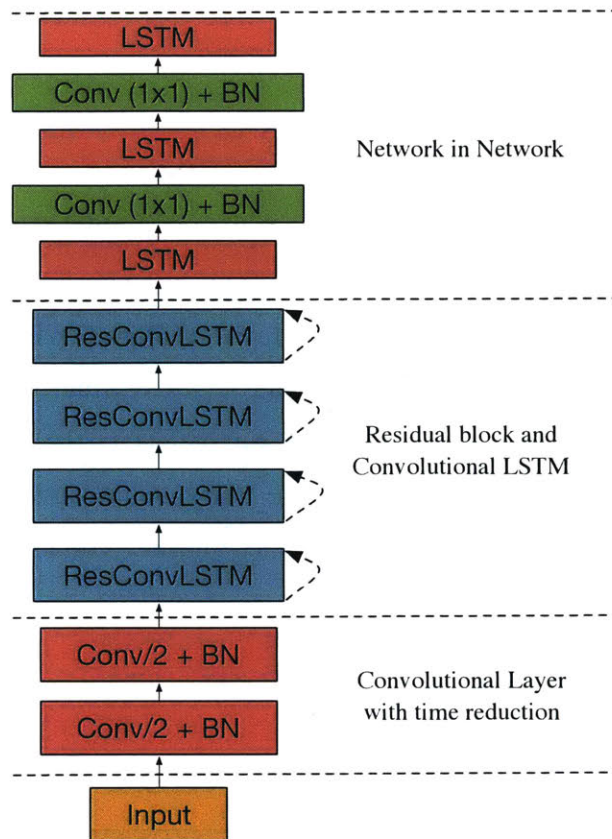 LSTM
Conv (1x1) + BN
LSTM
Network in Network
Conv (1x1) + BN
LSTM
ResConvLSTM
ResConvLSTM
Residual block and
Convolutional LSTM
ResConvLSTM
ResConvLSTM
Conv/2 + BN
Convolutional Layer
with time reduction
Conv/2 + BN
Input